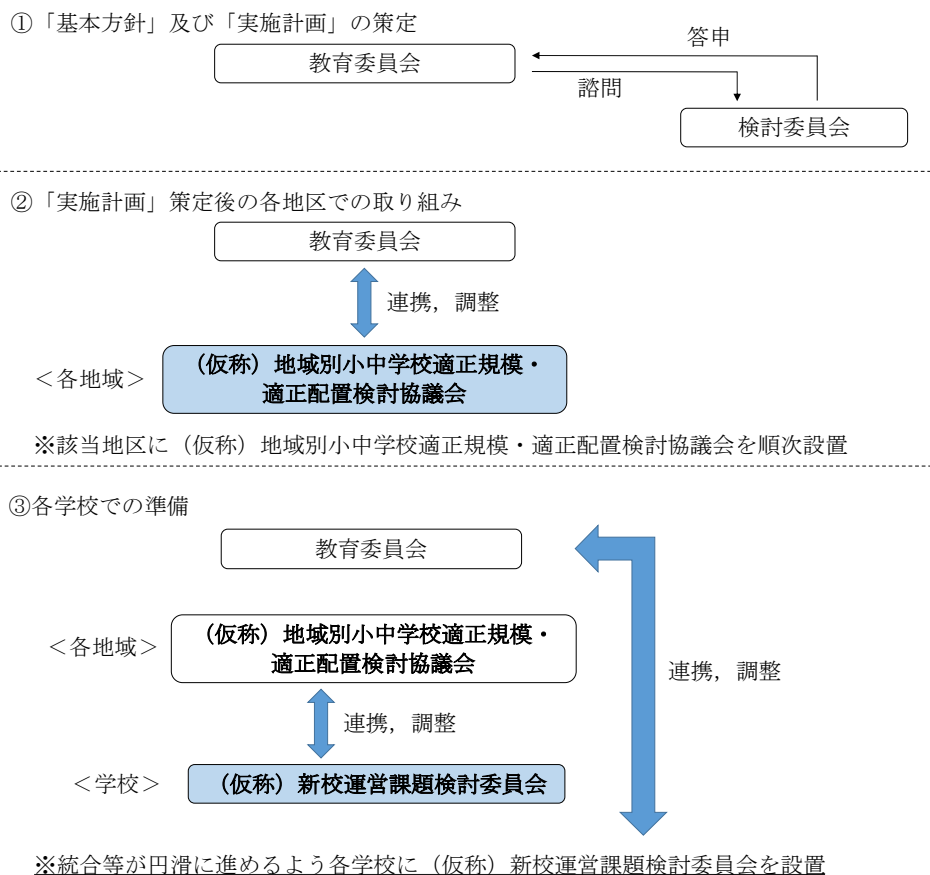 ①「基本方針」及び「実施計画」の策定
答申
教育委員会
諮問
検討委員会
②「実施計画」策定後の各地区での取り組み
教育委員会
連携，調整
＜各地域＞
（仮称）地域別小中学校適正規模・
適正配置検討協議会
※該当地区に（仮称）地域別小中学校適正規模・適正配置検討協議会を順次設置
③各学校での準備
教育委員会
＜各地域＞
（仮称）地域別小中学校適正規模・
適正配置検討協議会
連携，調整
連携，調整
＜学校＞
（仮称）新校運営課題検討委員会
※統合等が円滑に進めるよう各学校に（仮称）新校運営課題検討委員会を設置